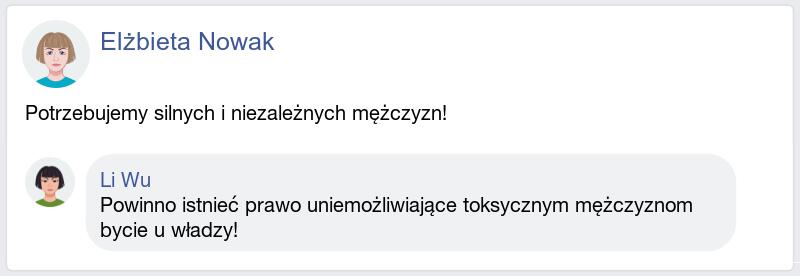 Elżbieta Nowak
Potrzebujemy silnych i niezależnych mężczyzn!
Li Wu
Powinno istnieć prawo uniemożliwiające toksycznym mężczyznom
bycie u władzy!